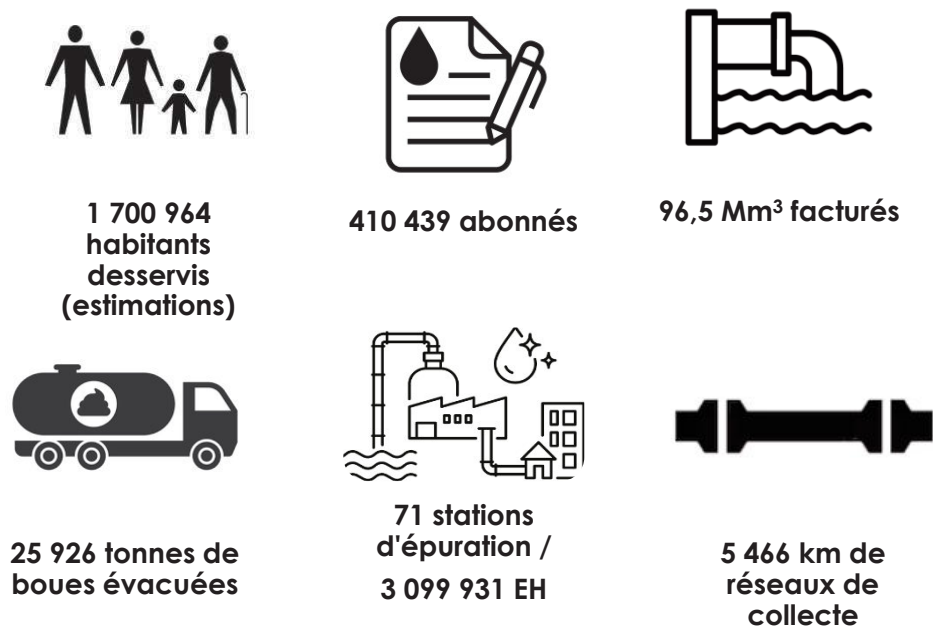 1 700 964
habitants
desservis
(estimations)
410 439 abonnés
96,5 Mm³ facturés
25 926 tonnes de
boues évacuées
71 stations
d'épuration /
3 099 931 EH
5 466 km de
réseaux de
collecte